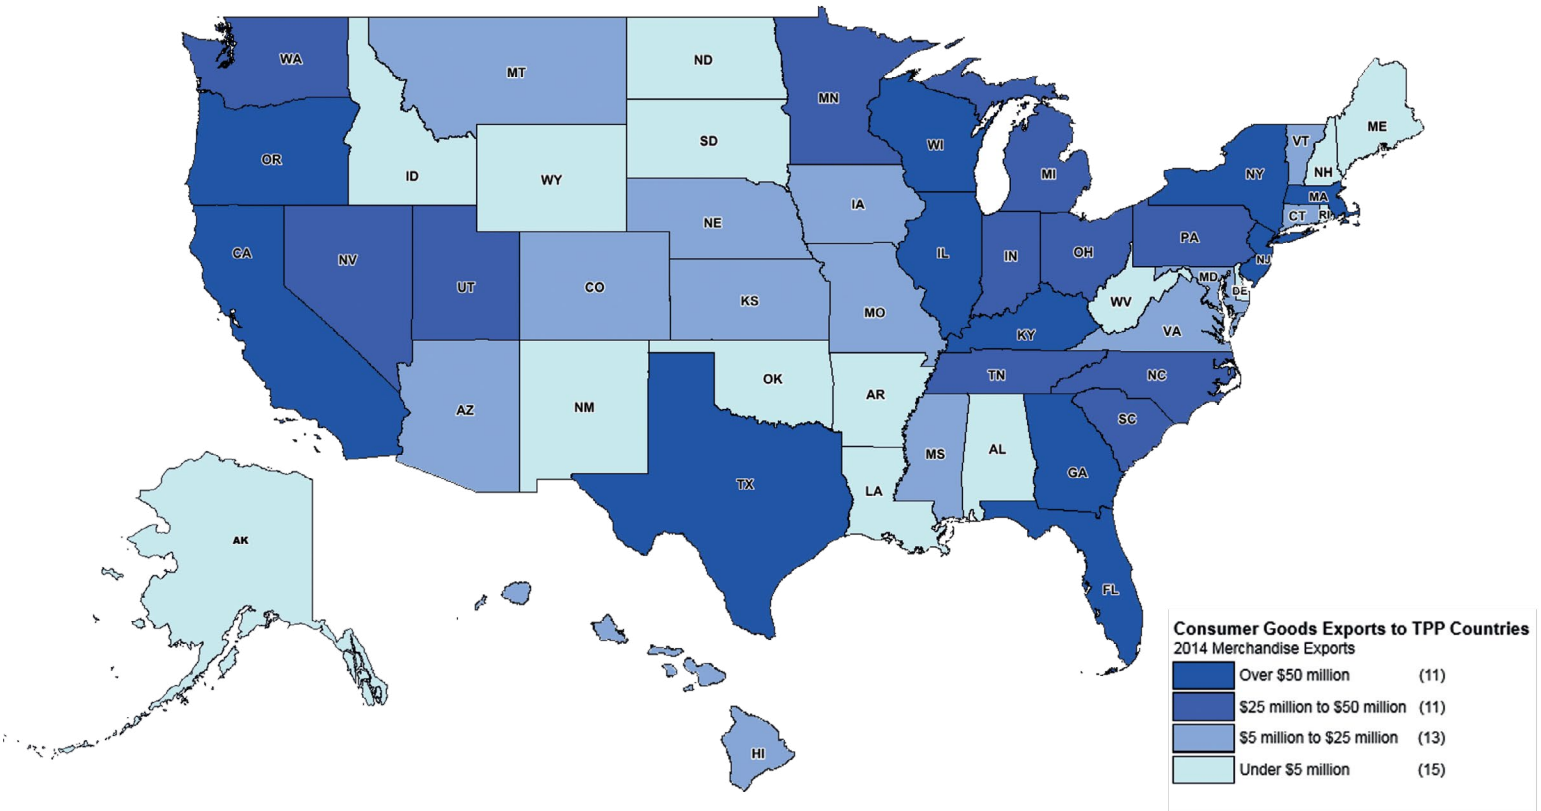 WA
MT
ND
MN
ME
OR
ID
WY
SD
WI
MI
VT
NH
NY
MA
CT
RI
CA
NV
UT
CO
NE
IA
IL
IN
OH
PA
NJ
MD
DE
WV
VA
KS
MO
KY
AZ
NM
OK
AR
TN
NC
SC
TX
LA
MS
AL
GA
AK
FL
HI
Consumer Goods Exports to TPP Countries
2014 Merchandise Exports
Over $50 million (11)
$25 million to $50 million (11)
$5 million to $25 million (13)
Under $5 million (15)